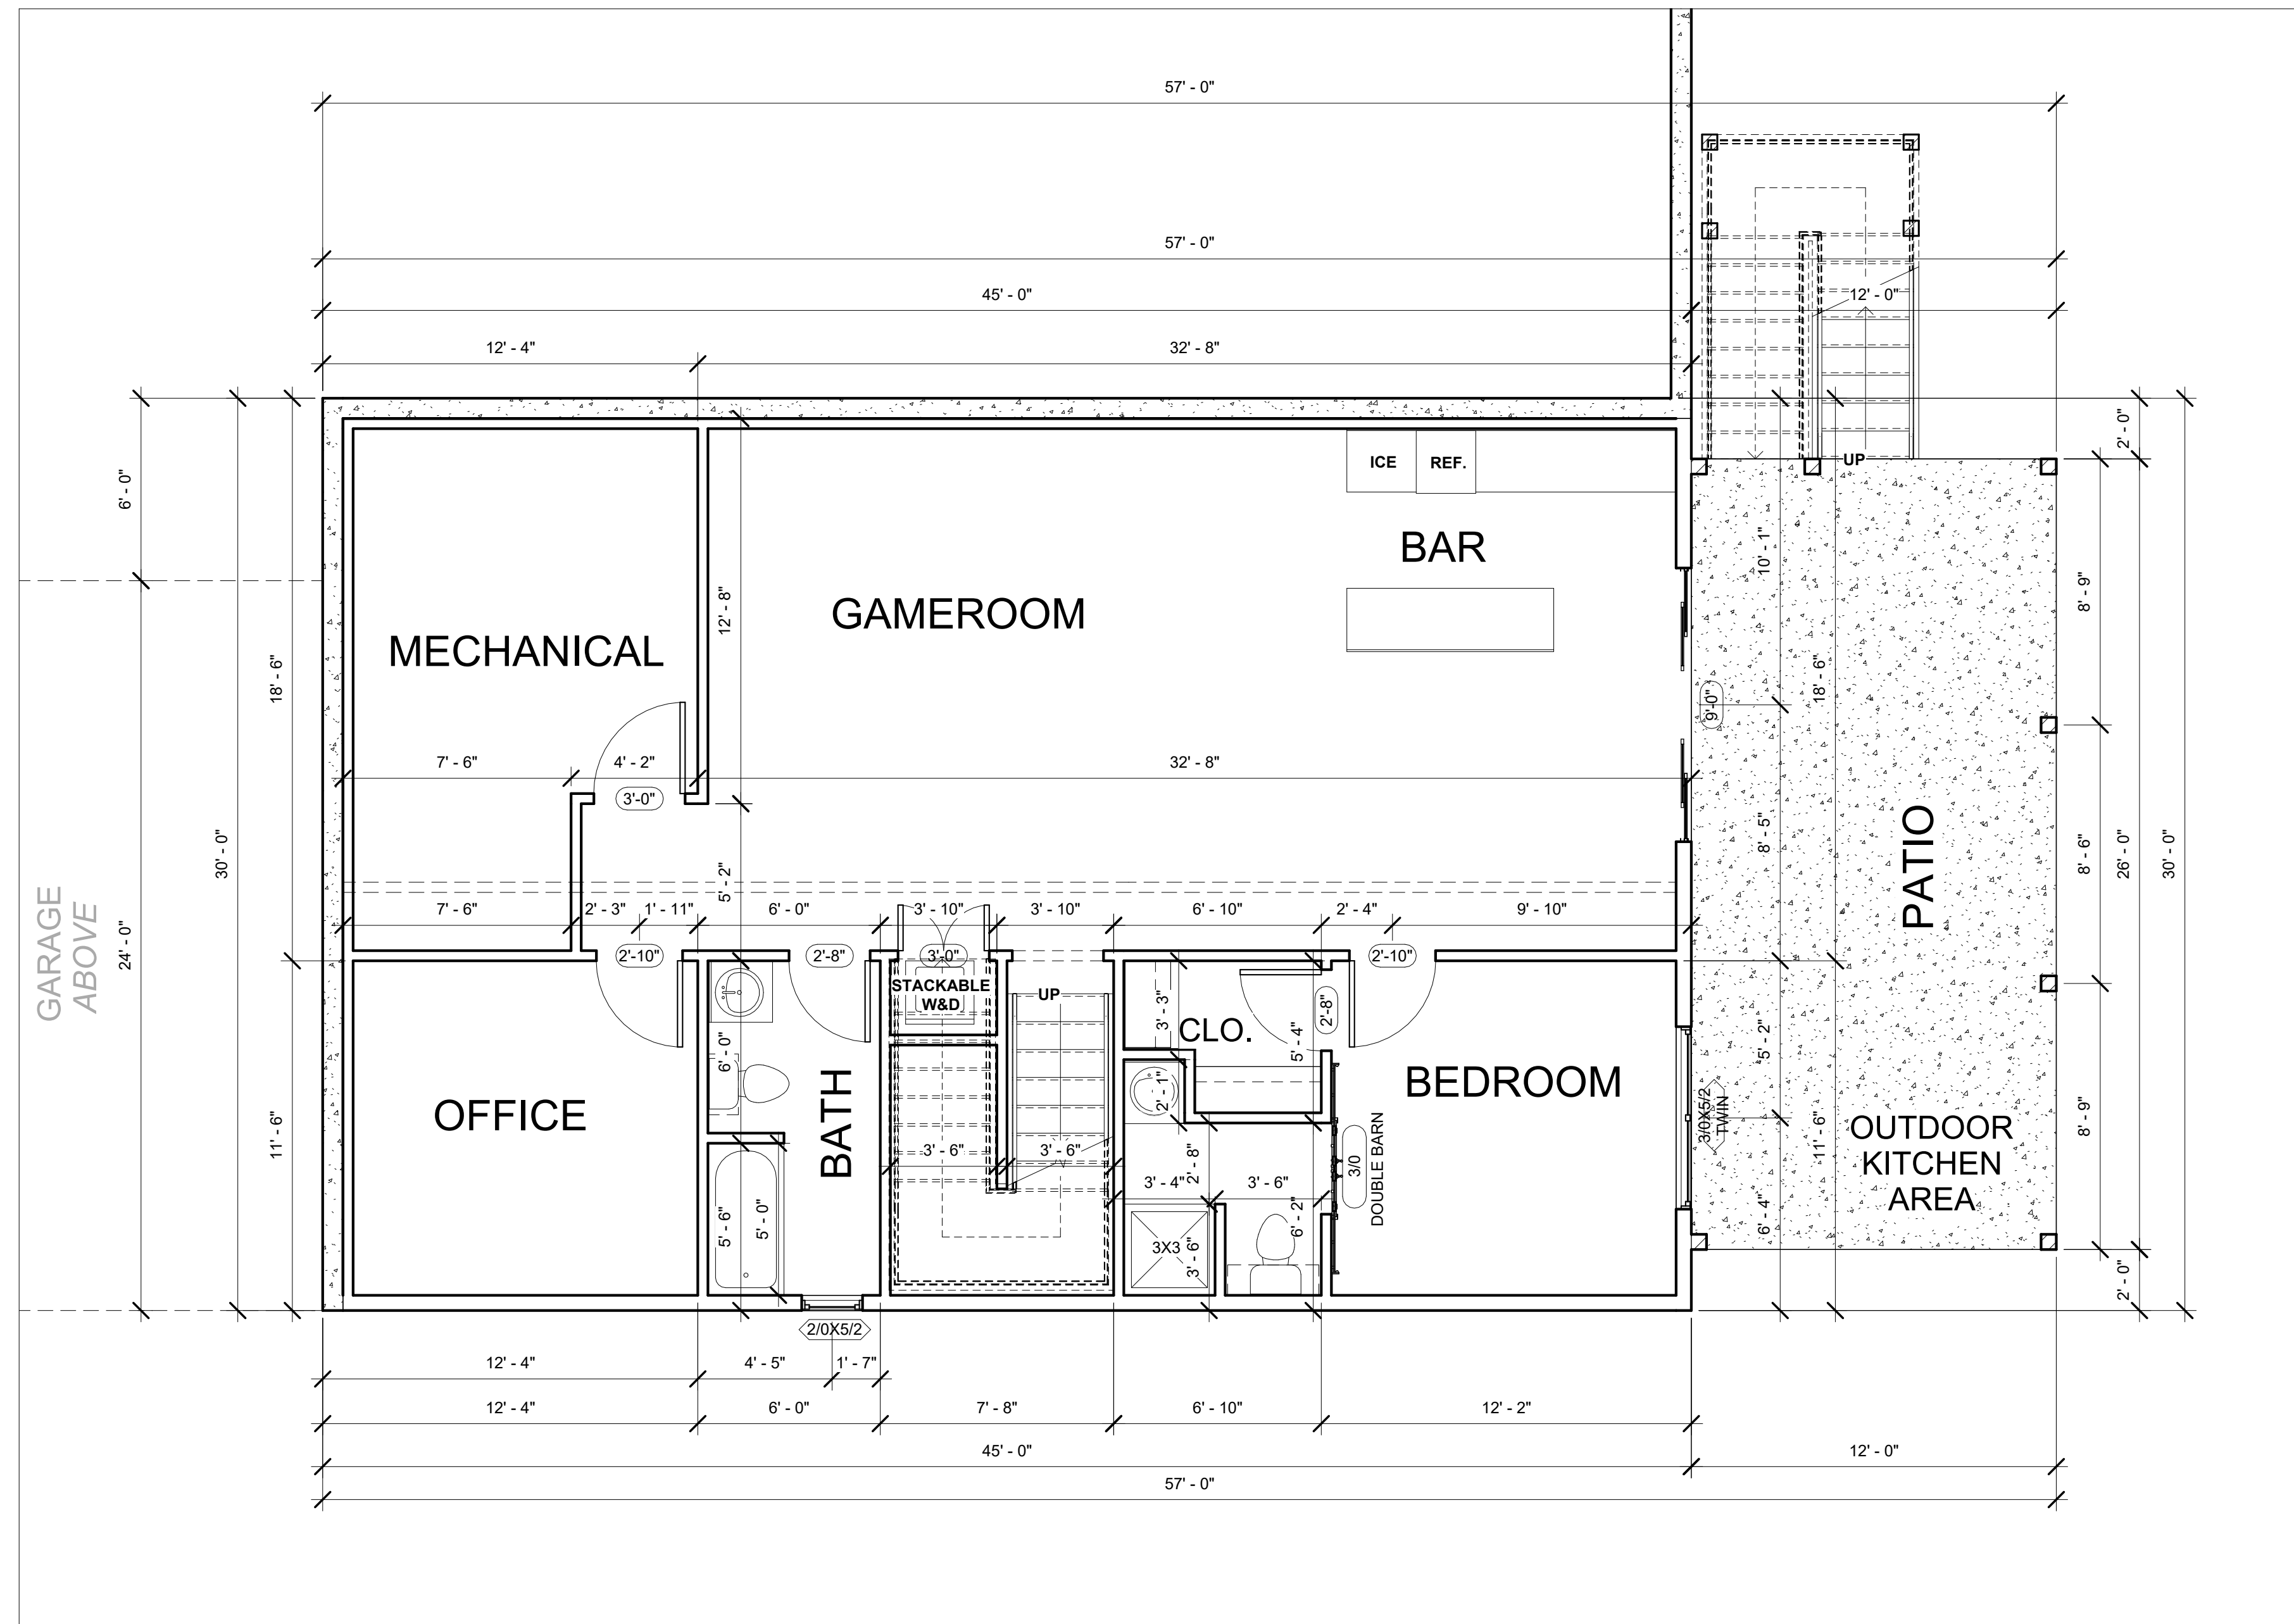 57' - 0"
57' - 0"
45' - 0"
12' - 0"
12' - 4"
32' - 8"
ICE
REF.
UP
2' - 0"
6' - 0"
BAR
10' - 1"
8' - 9"
GAMEROOM
12' - 8"
MECHANICAL
18' - 6"
18' - 6"
9'-0"
7' - 6"
4' - 2"
32' - 8"
3'-0"
PATIO
8' - 5"
8' - 6"
26' - 0"
30' - 0"
30' - 0"
GARAGE
ABOVE
24' - 0"
5' - 2"
7' - 6"
2' - 3"
1' - 11"
6' - 0"
3' - 10"
3' - 10"
6' - 10"
2' - 4"
9' - 10"
2'-10"
2'-8"
3'-0"
2'-10"
STACKABLE
W&D
UP
3' - 3"
CLO.
2'-8"
5' - 4"
5' - 2"
6' - 0"
2' - 1"
BEDROOM
OFFICE
BATH
11' - 6"
3/0X5/2
TWIN
11' - 6"
OUTDOOR
KITCHEN
AREA
8' - 9"
3' - 6"
3' - 6"
2' - 8"
3/0
DOUBLE BARN
3' - 4"
3' - 6"
5' - 6"
5' - 0"
6' - 2"
6' - 4"
3X3
3' - 6"
2' - 0"
2/0X5/2
12' - 4"
4' - 5"
1' - 7"
12' - 4"
6' - 0"
7' - 8"
6' - 10"
12' - 2"
45' - 0"
12' - 0"
57' - 0"